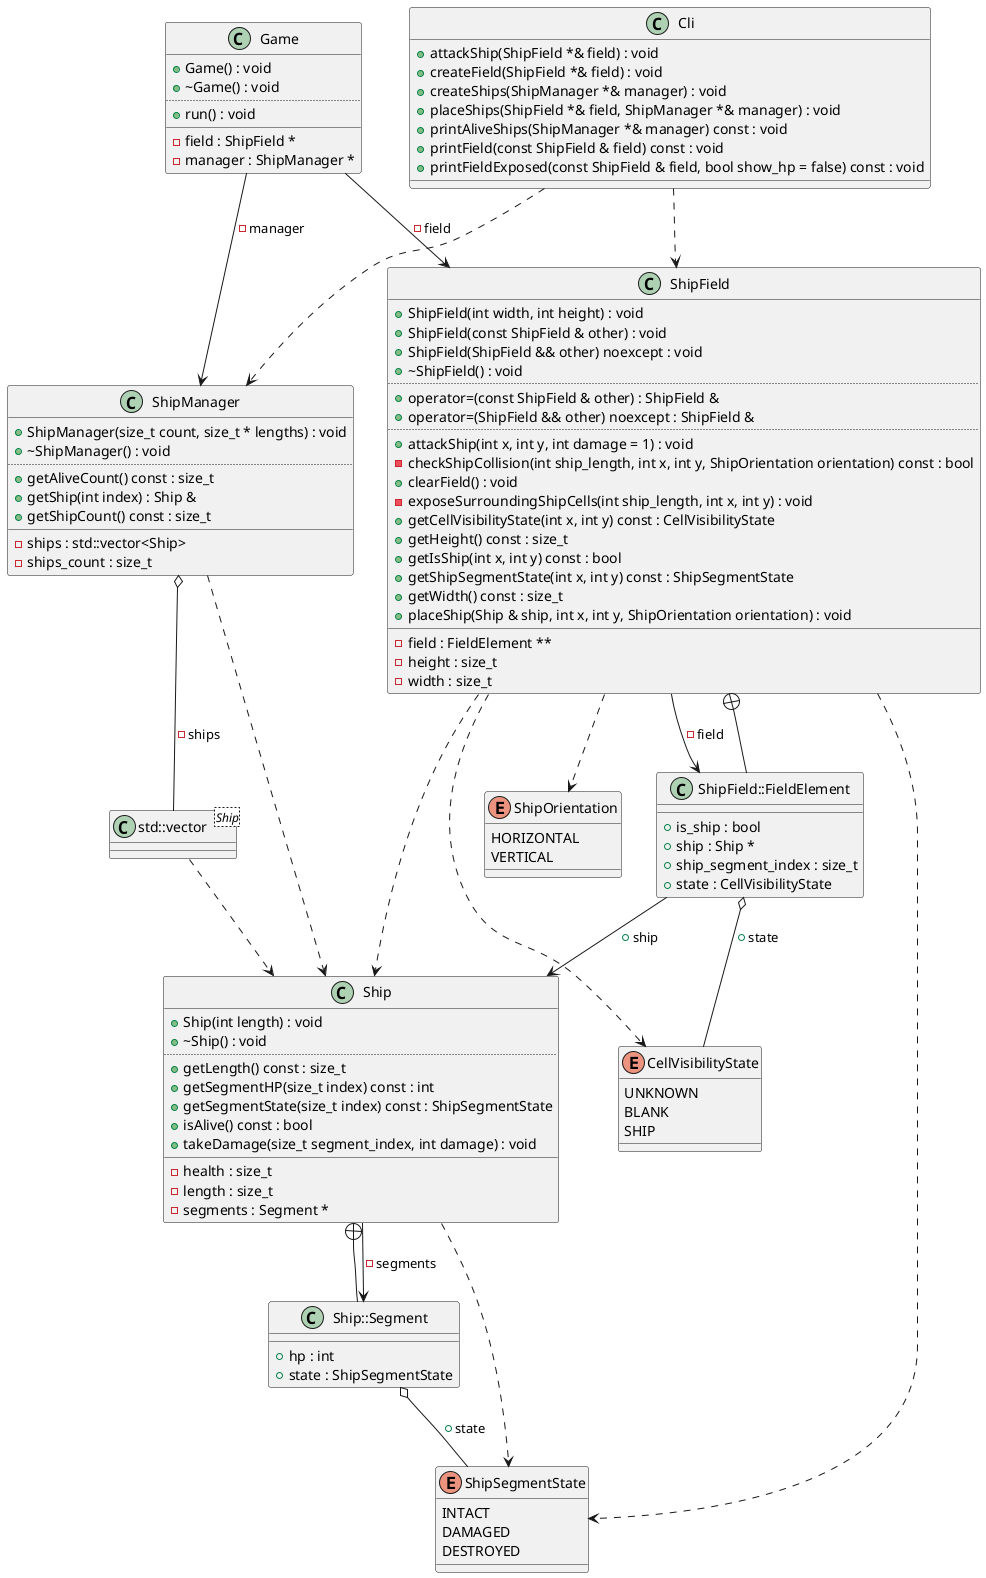 Game
Game() : void
~Game() : void
run() : void
field : ShipField *
manager : ShipManager *
Cli
attackShip(ShipField *& field) : void
createField(ShipField *& field) : void
createShips(ShipManager *& manager) : void
placeShips(ShipField *& field, ShipManager *& manager) : void
printAliveShips(ShipManager *& manager) const : void
printField(const ShipField & field) const : void
printFieldExposed(const ShipField & field, bool show_hp = false) const : void
manager
field
ShipField
ShipField(int width, int height) : void
ShipField(const ShipField & other) : void
ShipField(ShipField && other) noexcept : void
~ShipField() : void
operator=(const ShipField & other) : ShipField &
operator=(ShipField && other) noexcept : ShipField &
attackShip(int x, int y, int damage = 1) : void
checkShipCollision(int ship_length, int x, int y, ShipOrientation orientation) const : bool
clearField() : void
exposeSurroundingShipCells(int ship_length, int x, int y) : void
getCellVisibilityState(int x, int y) const : CellVisibilityState
getHeight() const : size_t
getIsShip(int x, int y) const : bool
getShipSegmentState(int x, int y) const : ShipSegmentState
getWidth() const : size_t
placeShip(Ship & ship, int x, int y, ShipOrientation orientation) : void
field : FieldElement **
height : size_t
width : size_t
ShipManager
ShipManager(size_t count, size_t * lengths) : void
~ShipManager() : void
getAliveCount() const : size_t
getShip(int index) : Ship &
getShipCount() const : size_t
ships : std::vector<Ship>
ships_count : size_t
ships
field
std::vector
Ship
ShipOrientation
HORIZONTAL
VERTICAL
ShipField::FieldElement
is_ship : bool
ship : Ship *
ship_segment_index : size_t
state : CellVisibilityState
ship
state
Ship
Ship(int length) : void
~Ship() : void
getLength() const : size_t
getSegmentHP(size_t index) const : int
getSegmentState(size_t index) const : ShipSegmentState
isAlive() const : bool
takeDamage(size_t segment_index, int damage) : void
health : size_t
length : size_t
segments : Segment *
CellVisibilityState
UNKNOWN
BLANK
SHIP
segments
Ship::Segment
hp : int
state : ShipSegmentState
state
ShipSegmentState
INTACT
DAMAGED
DESTROYED